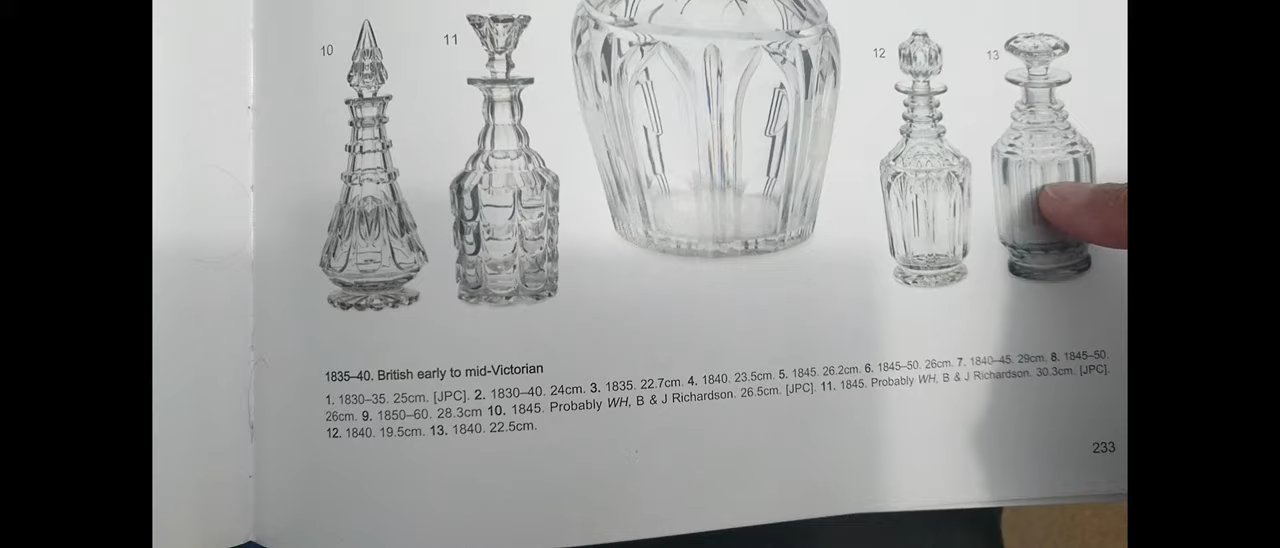 10
11
12
13
1835–40. British early to mid-Victorian
1. 1830–35. 25cm. [JPC]. 2. 1830–40. 24cm. 3. 1835. 22.7cm. 4. 1840. 23.5cm. 5. 1845. 26.2cm. 6. 1845–50. 26cm. 7. 1840–45. 29cm. 8. 1845–50.
26cm. 9. 1850–60. 28.3cm 10. 1845. Probably WH, B & J Richardson. 26.5cm. [JPC]. 11. 1845. Probably WH, B & J Richardson. 30.3cm. [JPC].
12. 1840. 19.5cm. 13. 1840. 22.5cm.
233